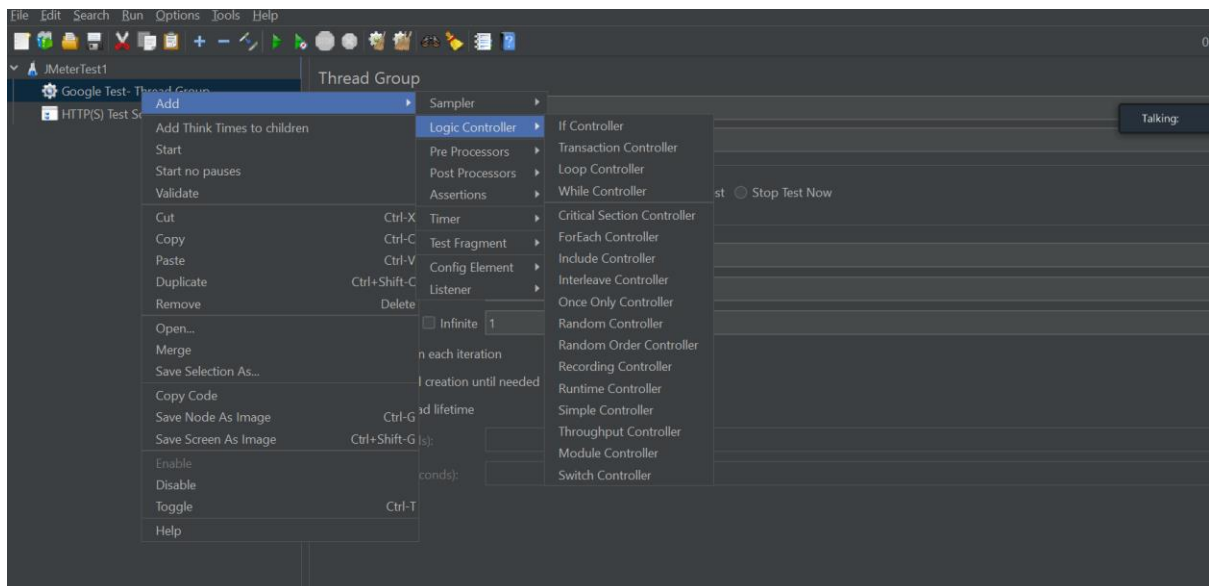 File Edit Search Run Options Tools Help
0
JMeterTest1
Thread Group
Google Test- Thread Group
HTTP(S) Test Sc
Add
Sampler
Talking:
Add Think Times to children
Logic Controller
If Controller
Start
Pre Processors
Transaction Controller
Start no pauses
Post Processors
Loop Controller
Validate
Assertions
While Controller
st
Stop Test Now
Cut Ctrl-X
Timer
Critical Section Controller
Copy Ctrl-C
Test Fragment
ForEach Controller
Paste Ctrl-V
Config Element
Include Controller
Duplicate Ctrl+Shift-C
Listener
Interleave Controller
Remove Delete
Once Only Controller
Open...
Infinite 1
Random Controller
Merge
n each iteration
Random Order Controller
Save Selection As...
Recording Controller
Copy Code
l creation until needed
Runtime Controller
Save Node As Image Ctrl-G
ad lifetime
Simple Controller
Save Screen As Image Ctrl+Shift-G
ls):
Throughput Controller
Module Controller
Enable
conds):
Switch Controller
Disable
Toggle Ctrl-T
Help